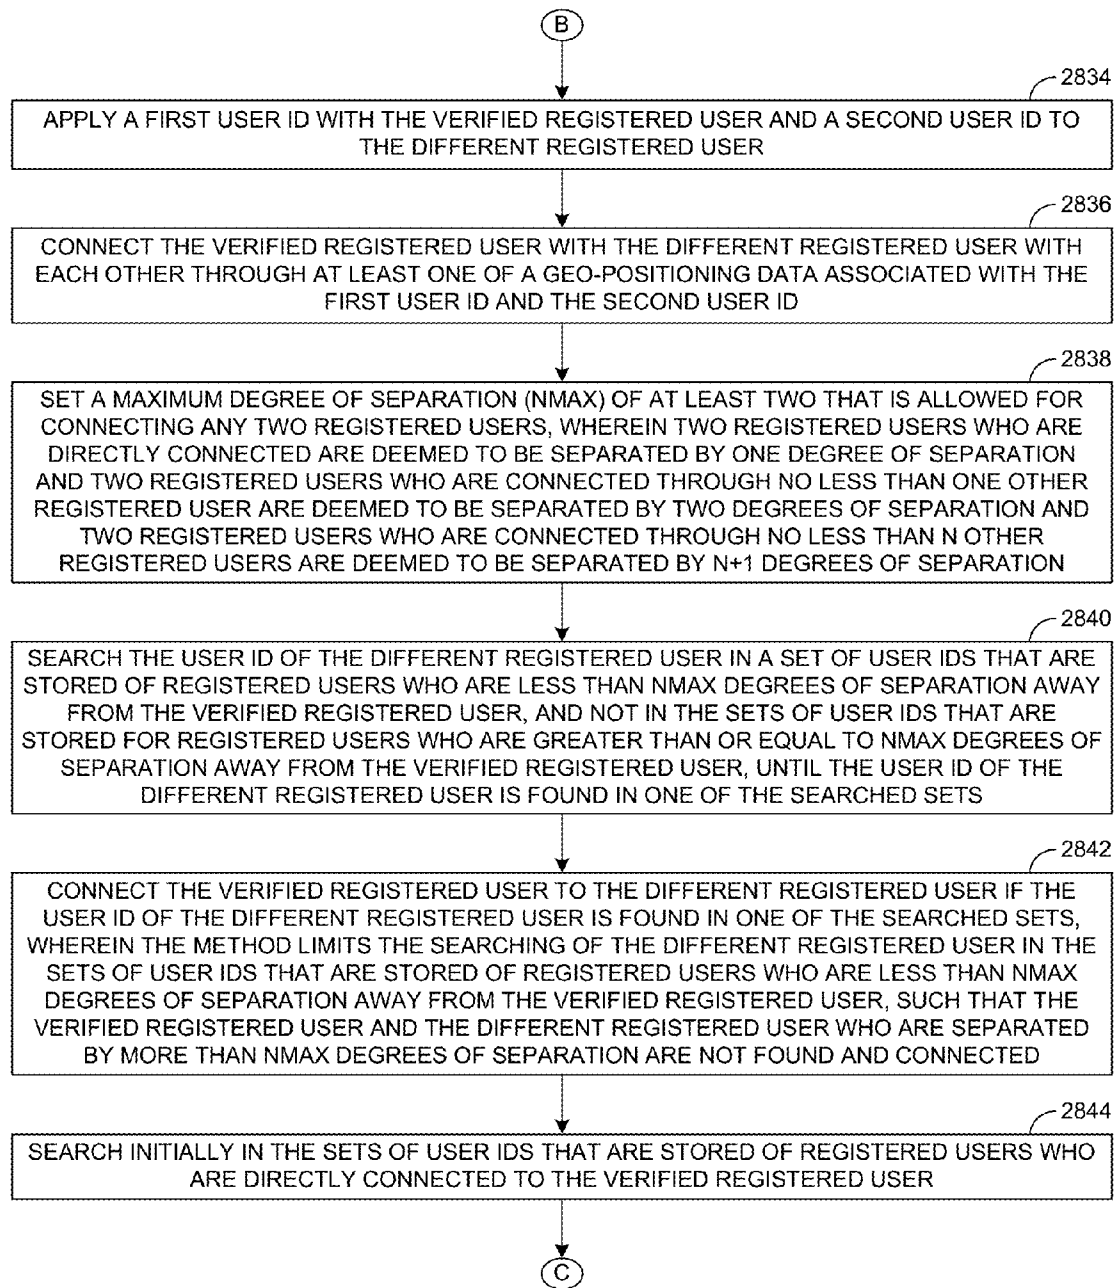 B
2834
APPLY A FIRST USER ID WITH THE VERIFIED REGISTERED USER AND A SECOND USER ID TO
THE DIFFERENT REGISTERED USER
2836
CONNECT THE VERIFIED REGISTERED USER WITH THE DIFFERENT REGISTERED USER WITH
EACH OTHER THROUGH AT LEAST ONE OF A GEO-POSITIONING DATA ASSOCIATED WITH THE
FIRST USER ID AND THE SECOND USER ID
2838
SET A MAXIMUM DEGREE OF SEPARATION (NMAX) OF AT LEAST TWO THAT IS ALLOWED FOR
CONNECTING ANY TWO REGISTERED USERS, WHEREIN TWO REGISTERED USERS WHO ARE
DIRECTLY CONNECTED ARE DEEMED TO BE SEPARATED BY ONE DEGREE OF SEPARATION
AND TWO REGISTERED USERS WHO ARE CONNECTED THROUGH NO LESS THAN ONE OTHER
REGISTERED USER ARE DEEMED TO BE SEPARATED BY TWO DEGREES OF SEPARATION AND
TWO REGISTERED USERS WHO ARE CONNECTED THROUGH NO LESS THAN N OTHER
REGISTERED USERS ARE DEEMED TO BE SEPARATED BY N+1 DEGREES OF SEPARATION
2840
SEARCH THE USER ID OF THE DIFFERENT REGISTERED USER IN A SET OF USER IDS THAT ARE
STORED OF REGISTERED USERS WHO ARE LESS THAN NMAX DEGREES OF SEPARATION AWAY
FROM THE VERIFIED REGISTERED USER, AND NOT IN THE SETS OF USER IDS THAT ARE
STORED FOR REGISTERED USERS WHO ARE GREATER THAN OR EQUAL TO NMAX DEGREES OF
SEPARATION AWAY FROM THE VERIFIED REGISTERED USER, UNTIL THE USER ID OF THE
DIFFERENT REGISTERED USER IS FOUND IN ONE OF THE SEARCHED SETS
2842
CONNECT THE VERIFIED REGISTERED USER TO THE DIFFERENT REGISTERED USER IF THE
USER ID OF THE DIFFERENT REGISTERED USER IS FOUND IN ONE OF THE SEARCHED SETS,
WHEREIN THE METHOD LIMITS THE SEARCHING OF THE DIFFERENT REGISTERED USER IN THE
SETS OF USER IDS THAT ARE STORED OF REGISTERED USERS WHO ARE LESS THAN NMAX
DEGREES OF SEPARATION AWAY FROM THE VERIFIED REGISTERED USER, SUCH THAT THE
VERIFIED REGISTERED USER AND THE DIFFERENT REGISTERED USER WHO ARE SEPARATED
BY MORE THAN NMAX DEGREES OF SEPARATION ARE NOT FOUND AND CONNECTED
2844
SEARCH INITIALLY IN THE SETS OF USER IDS THAT ARE STORED OF REGISTERED USERS WHO
ARE DIRECTLY CONNECTED TO THE VERIFIED REGISTERED USER
C